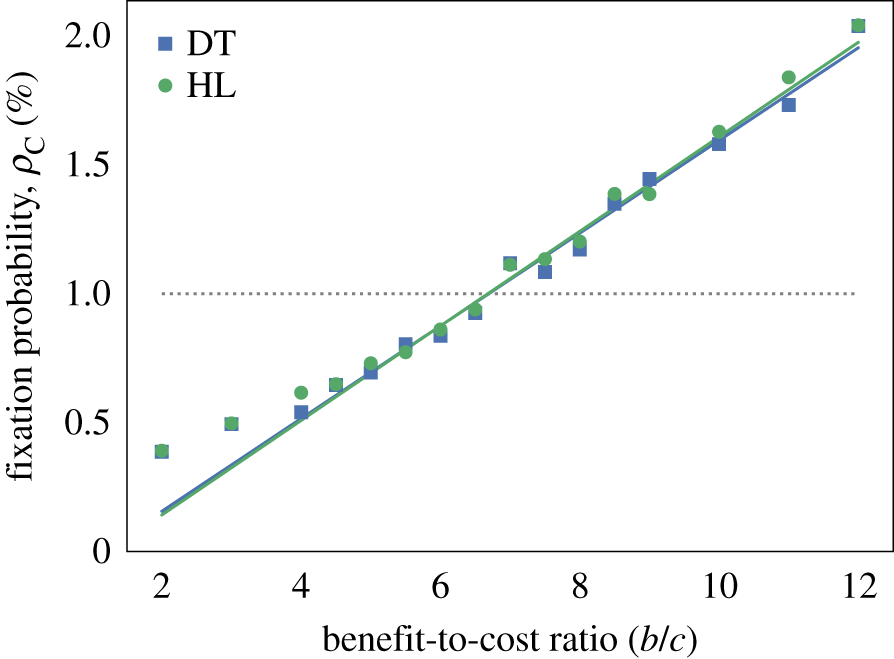 DT
HL
fixation probability, ρC (%)
2.0
1.5
1.0
0.5
0
2 4 6 8 10 12
benefit-to-cost ratio (b/c)